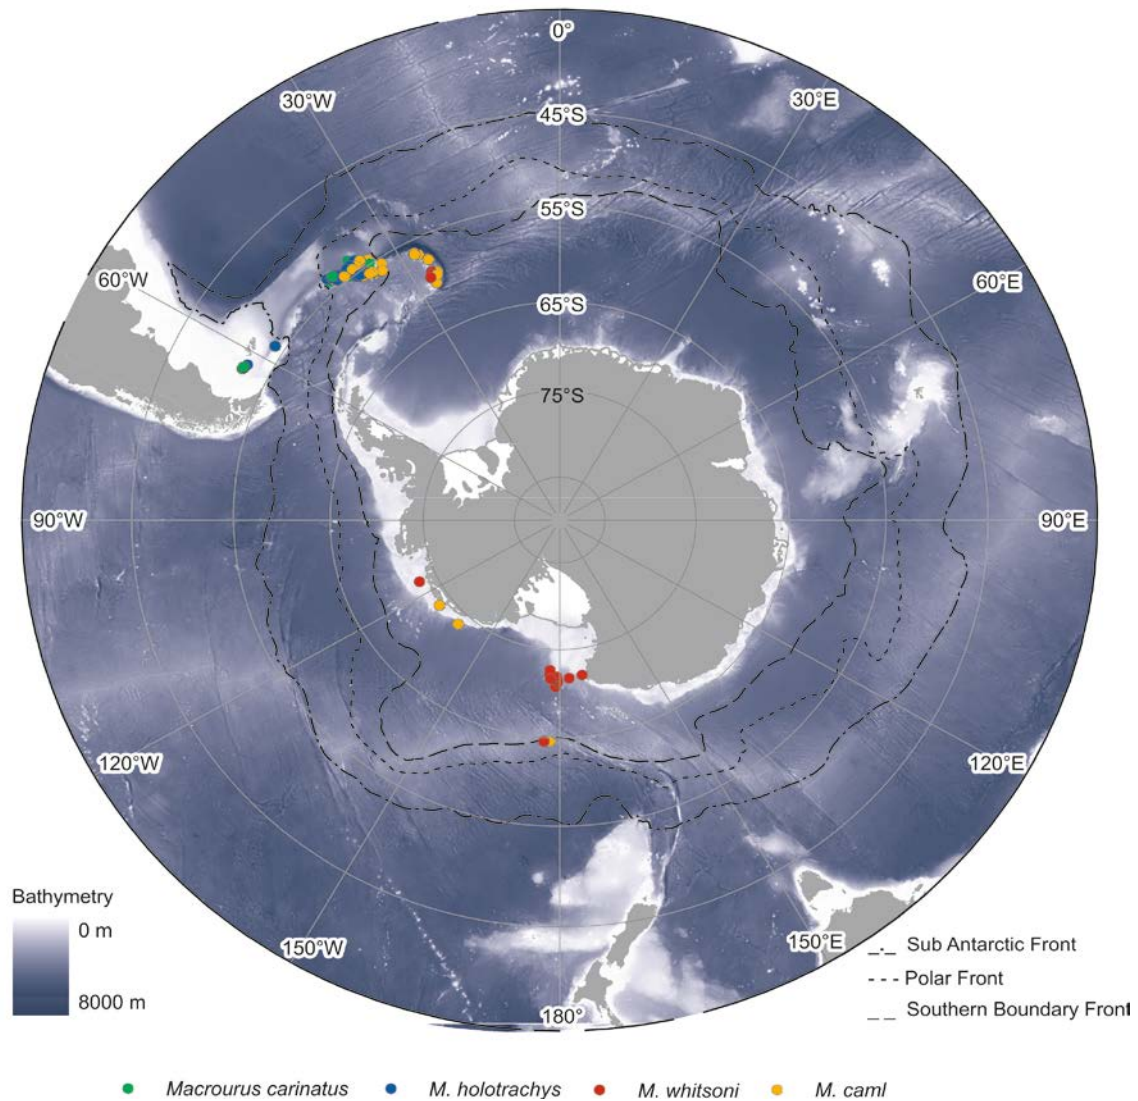 0°
30°W
30°E
45°S
55°S
60°W
60°E
65°S
75°S
90°W
90°E
120°W
120°E
Bathymetry
0 m
8000 m
150°W
150°E
180°
Sub Antarctic Front
Polar Front
Southern Boundary Front
Macrourus carinatus
M. holotrachys
M. whitsoni
M. caml